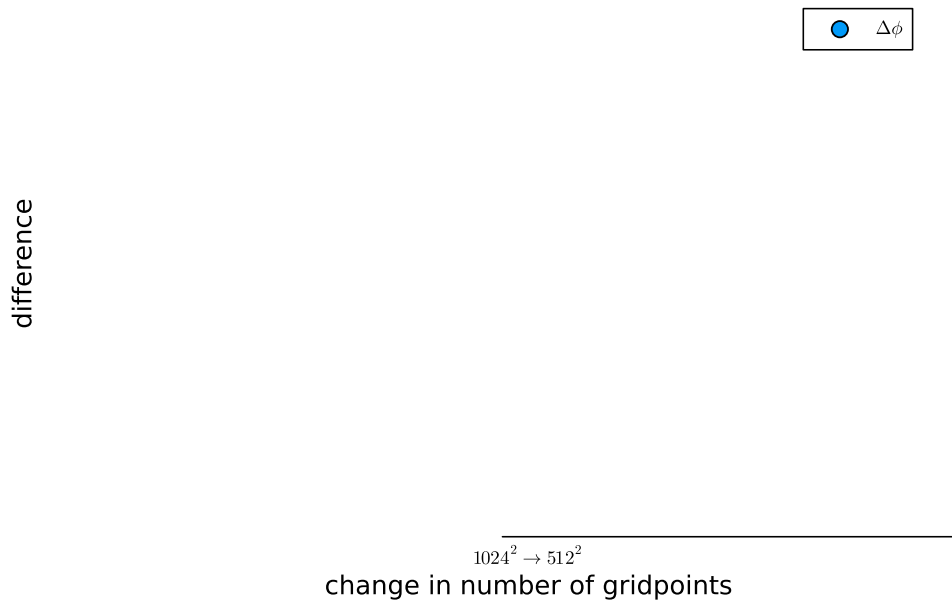 Δϕ
difference
1024² → 512²
change in number of gridpoints